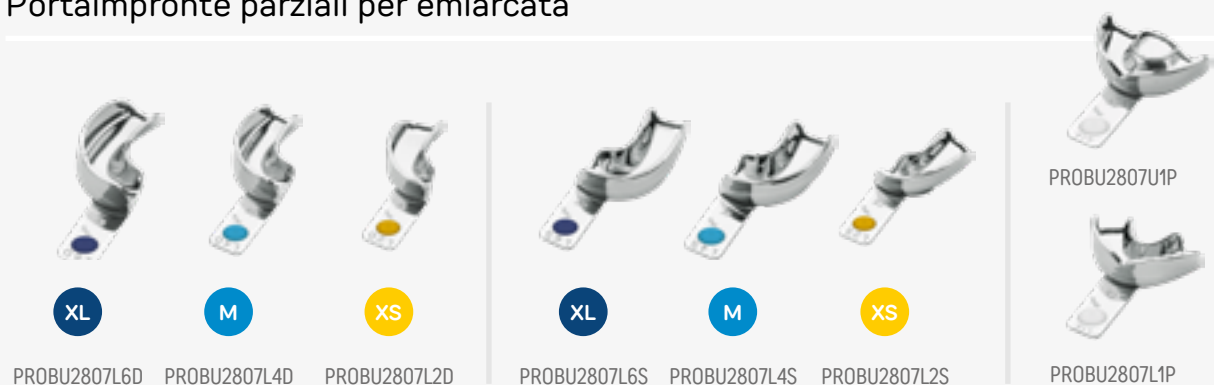 Portaimpronte parziali per emiarcata
PROBU2807U1P
XL M XS XL M XS
PROBU2807L6D PROBU2807L4D PROBU2807L2D PROBU2807L6S PROBU2807L4S PROBU2807L2S PROBU2807L1P